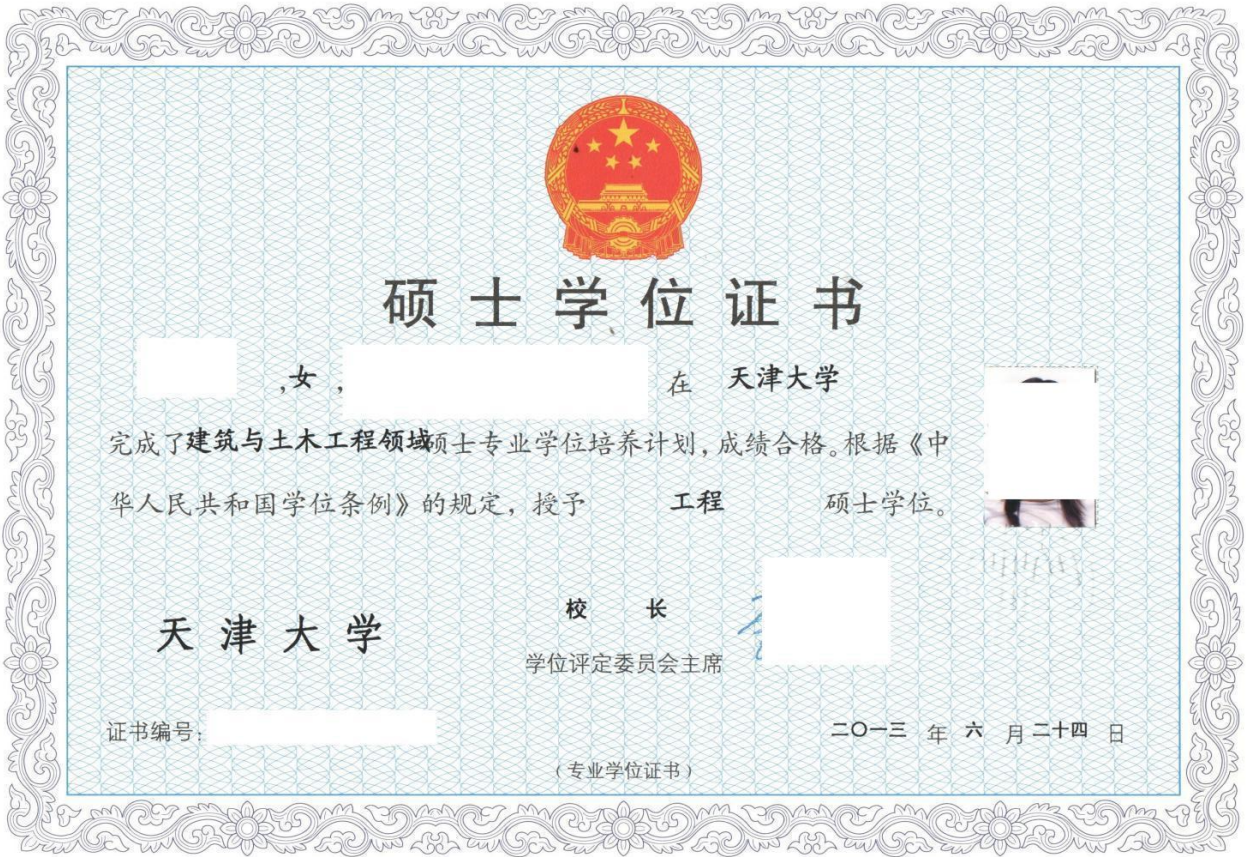 硕士学位证书
,女, 在 天津大学
完成了建筑与土木工程领域硕士专业学位培养计划,成绩合格。根据《中
华人民共和国学位条例》的规定,授予 工程 硕士学位。
天津大学
校 长
学位评定委员会主席
证书编号:
二〇一三 年 六 月 二十四 日
(专业学位证书)